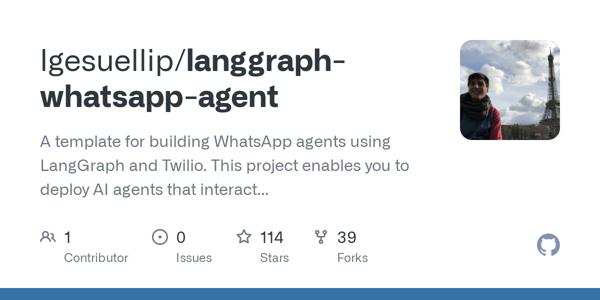 lgesuellip/langgraph-
whatsapp-agent
A template for building WhatsApp agents using
LangGraph and Twilio. This project enables you to
deploy AI agents that interact...
1 0 114 39
Contributor Issues Stars Forks